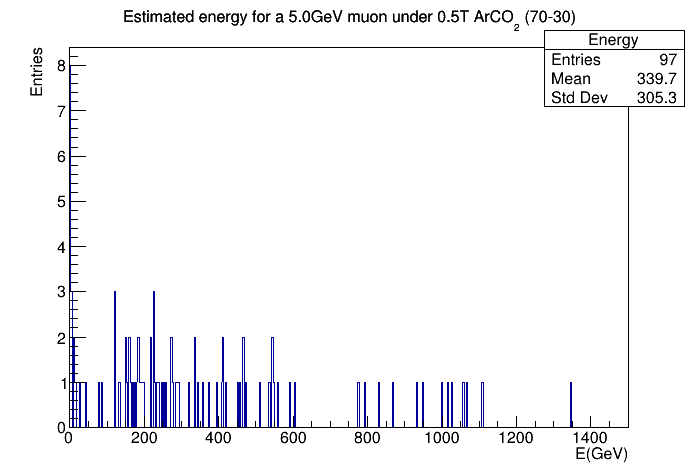 Estimated energy for a 5.0GeV muon under 0.5T ArCO2 (70-30)
Energy
Entries 97
Mean 339.7
Std Dev 305.3
Entries
8
7
6
5
4
3
2
1
0
0 200 400 600 800 1000 1200 1400
E(GeV)